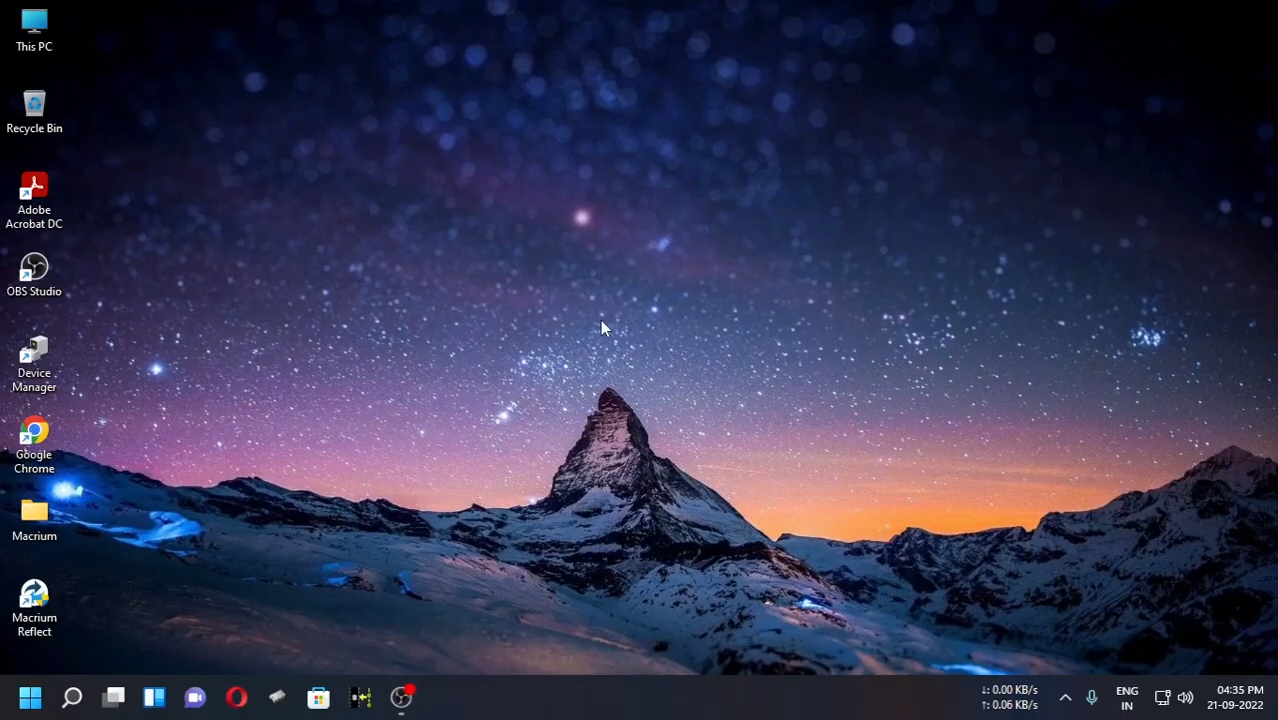 This PC
Recycle Bin
Adobe
Acrobat DC
OBS Studio
Device
Manager
Google
Chrome
Macrium
Macrium
Reflect
↓: 0.00 KB/s
↑: 0.06 KB/s
ENG
IN
04:35 PM
21-09-2022